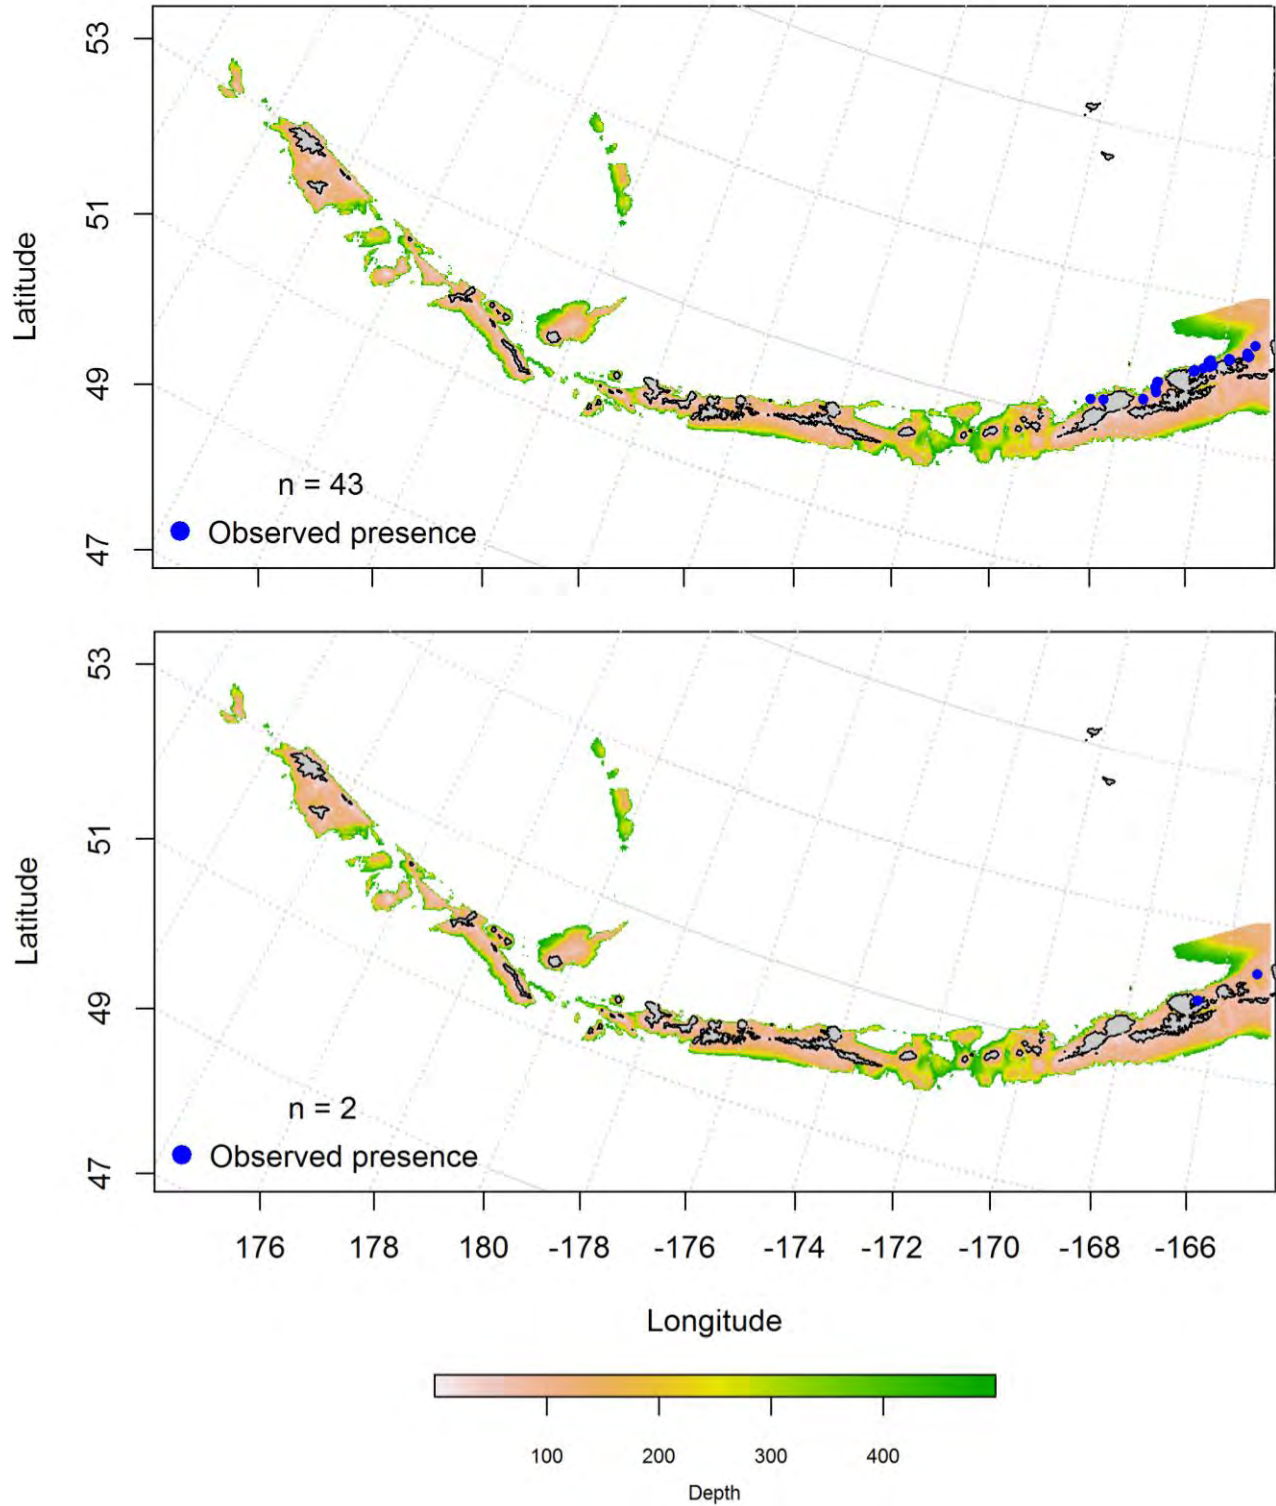 53
51
Latitude
49
n = 43
Observed presence
47
53
51
Latitude
49
n = 2
Observed presence
47
176 178 180 -178 -176 -174 -172 -170 -168 -166
Longitude
100 200 300 400
Depth